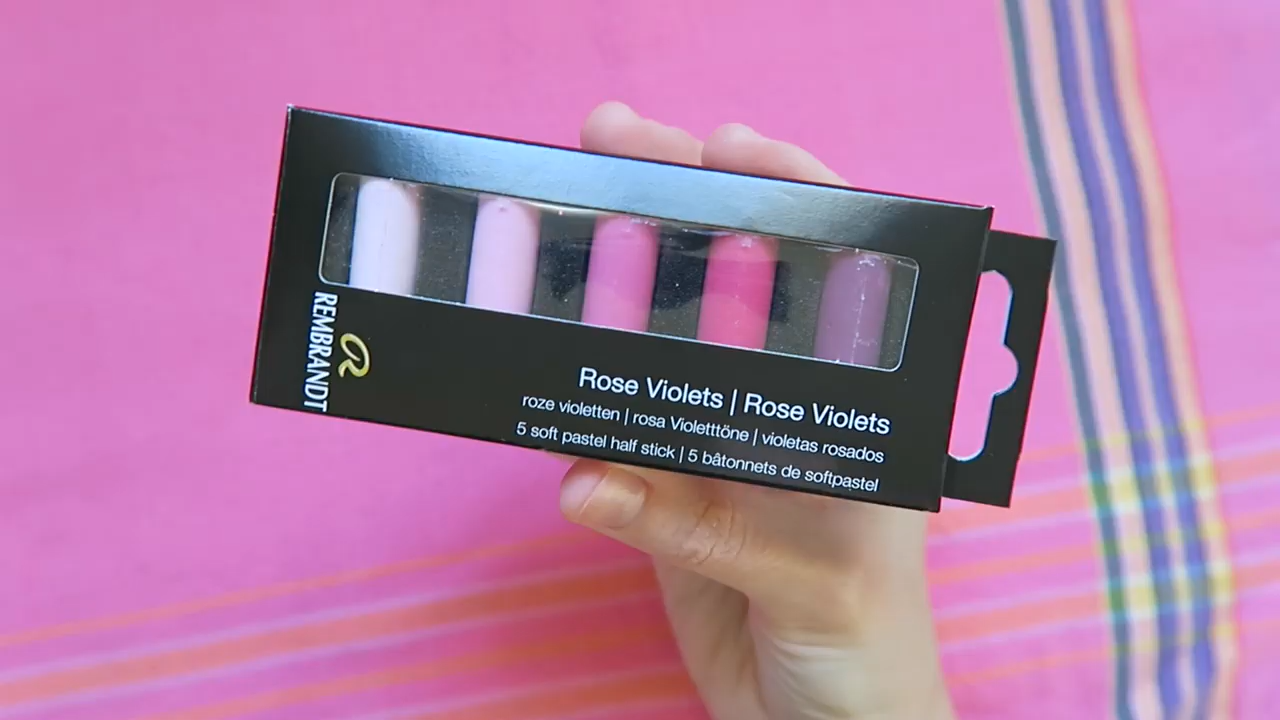 REMBRANDT
Rose Violets | Rose Violets
roze violetten | rosa Violetttöne | violetas rosados
5 soft pastel half stick | 5 bâtonnets de softpastel